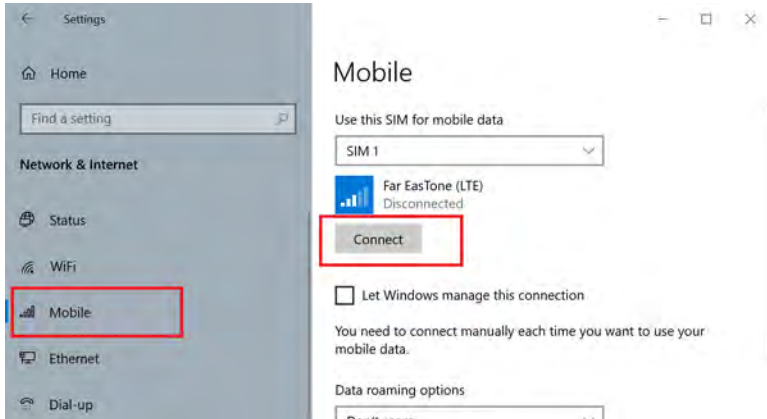 Settings
Home
Find a setting
Network & Internet
Status
WiFi
Mobile
Ethernet
Dial-up
Mobile
Use this SIM for mobile data
SIM 1
Far EasTone (LTE)
Disconnected
Connect
Let Windows manage this connection
You need to connect manually each time you want to use your
mobile data.
Data roaming options